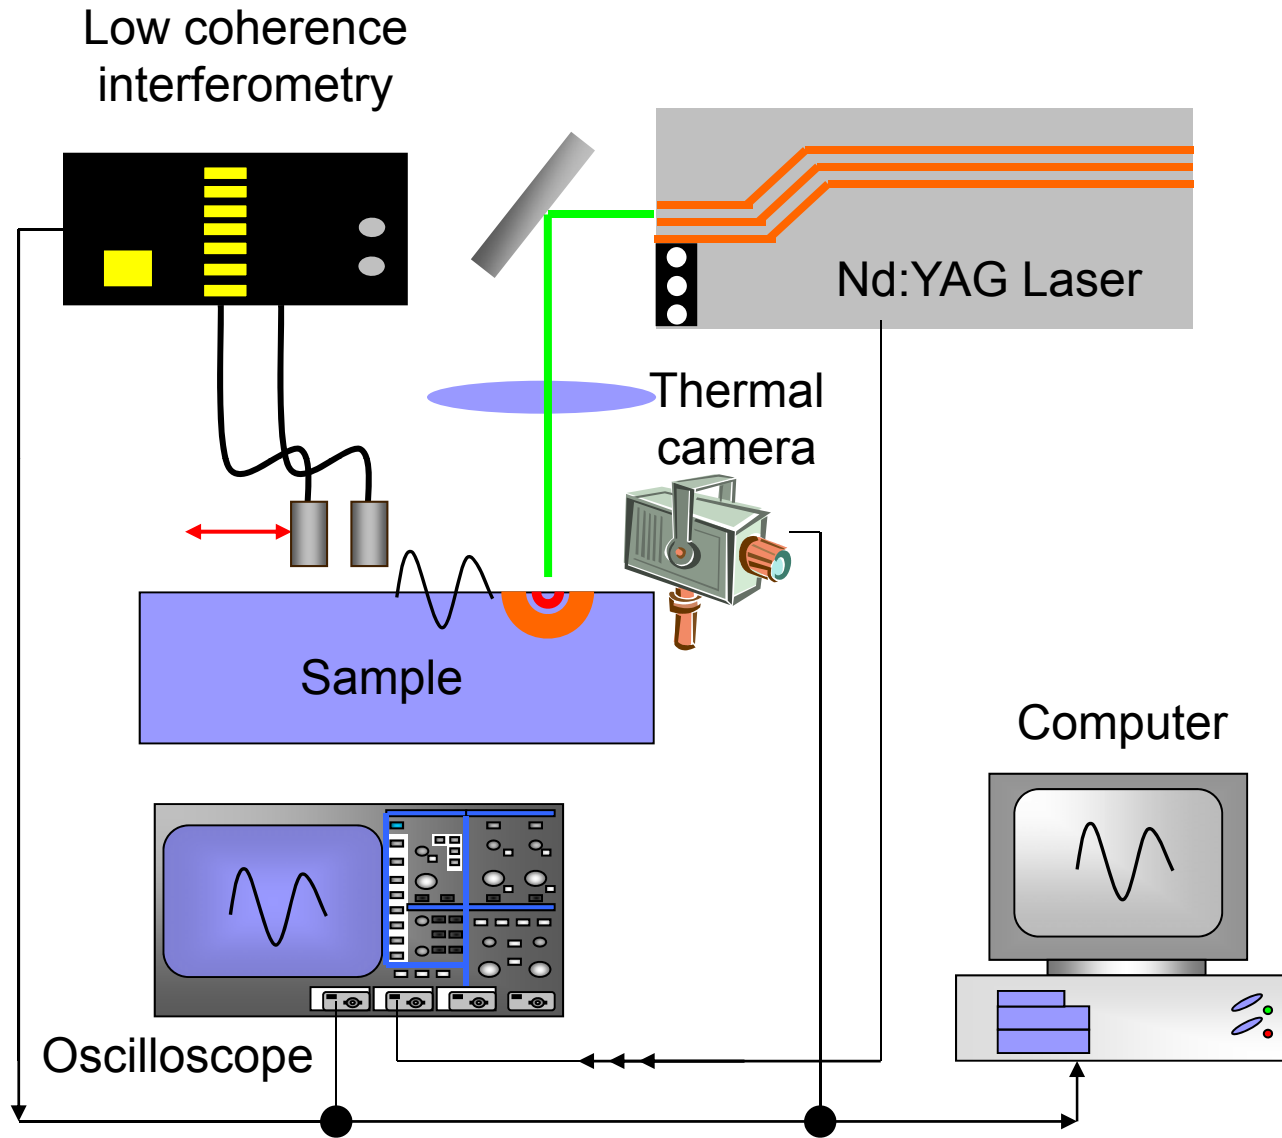 Low coherence
interferometry
Nd:YAG Laser
Thermal
camera
Sample
Computer
Oscilloscope